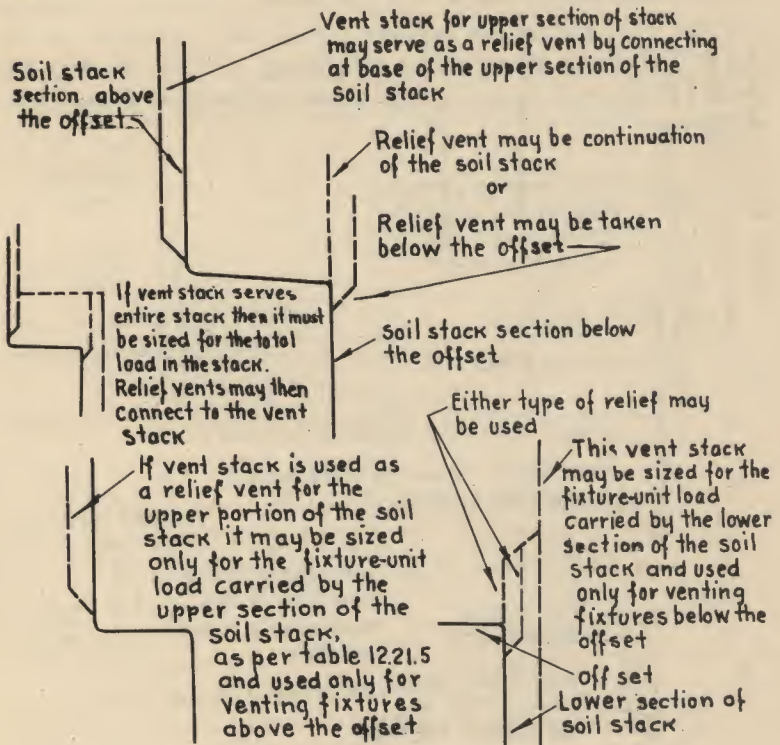 Vent stack for upper section of stack
may serve as a relief vent by connecting
at base of the upper section of the
soil stack
Soil stack
section above
the offset
Relief vent may be continuation
of the soil stack
or
Relief vent may be taken
below the offset
If vent stack serves
entire stack then it must
be sized for the total
load in the stack.
Relief vents may then
connect to the vent
stack
Soil stack section below
the offset
Either type of relief may
be used
This vent stack
may be sized for the
fixture-unit load
carried by the lower
section of the soil
stack and used
only for venting
fixtures below the
offset
If vent stack is used as
a relief vent for the
upper portion of the soil
stack it may be sized
only for the fixture-unit
load carried by the
upper section of the
soil stack,
as per table 12.21.5
and used only for
venting fixtures
above the offset
off set
Lower section of
soil stack